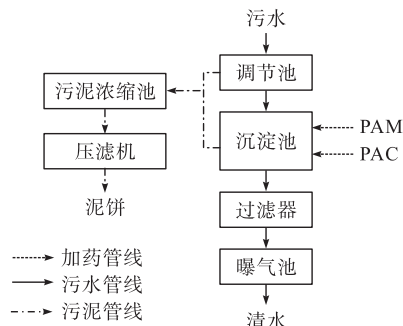 污水
调节池
污泥浓缩池
沉淀池
PAM
PAC
压滤机
泥饼
过滤器
曝气池
清水
加药管线
污水管线
污泥管线